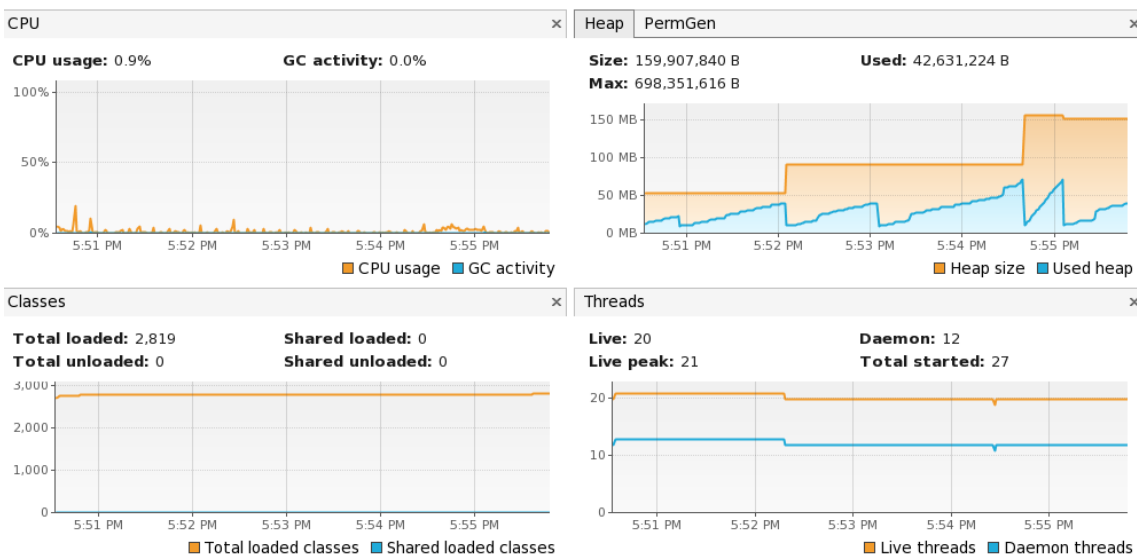 CPU ×
CPU usage: 0.9% GC activity: 0.0%
100%
50%
0%
5:51 PM 5:52 PM 5:53 PM 5:54 PM 5:55 PM
CPU usage GC activity
Heap PermGen ×
Size: 159,907,840 B Used: 42,631,224 B
Max: 698,351,616 B
150 MB
100 MB
50 MB
0 MB
5:51 PM 5:52 PM 5:53 PM 5:54 PM 5:55 PM
Heap size Used heap
Classes ×
Total loaded: 2,819 Shared loaded: 0
Total unloaded: 0 Shared unloaded: 0
3,000
2,000
1,000
0
5:51 PM 5:52 PM 5:53 PM 5:54 PM 5:55 PM
Total loaded classes Shared loaded classes
Threads ×
Live: 20 Daemon: 12
Live peak: 21 Total started: 27
20
10
0
5:51 PM 5:52 PM 5:53 PM 5:54 PM 5:55 PM
Live threads Daemon threads